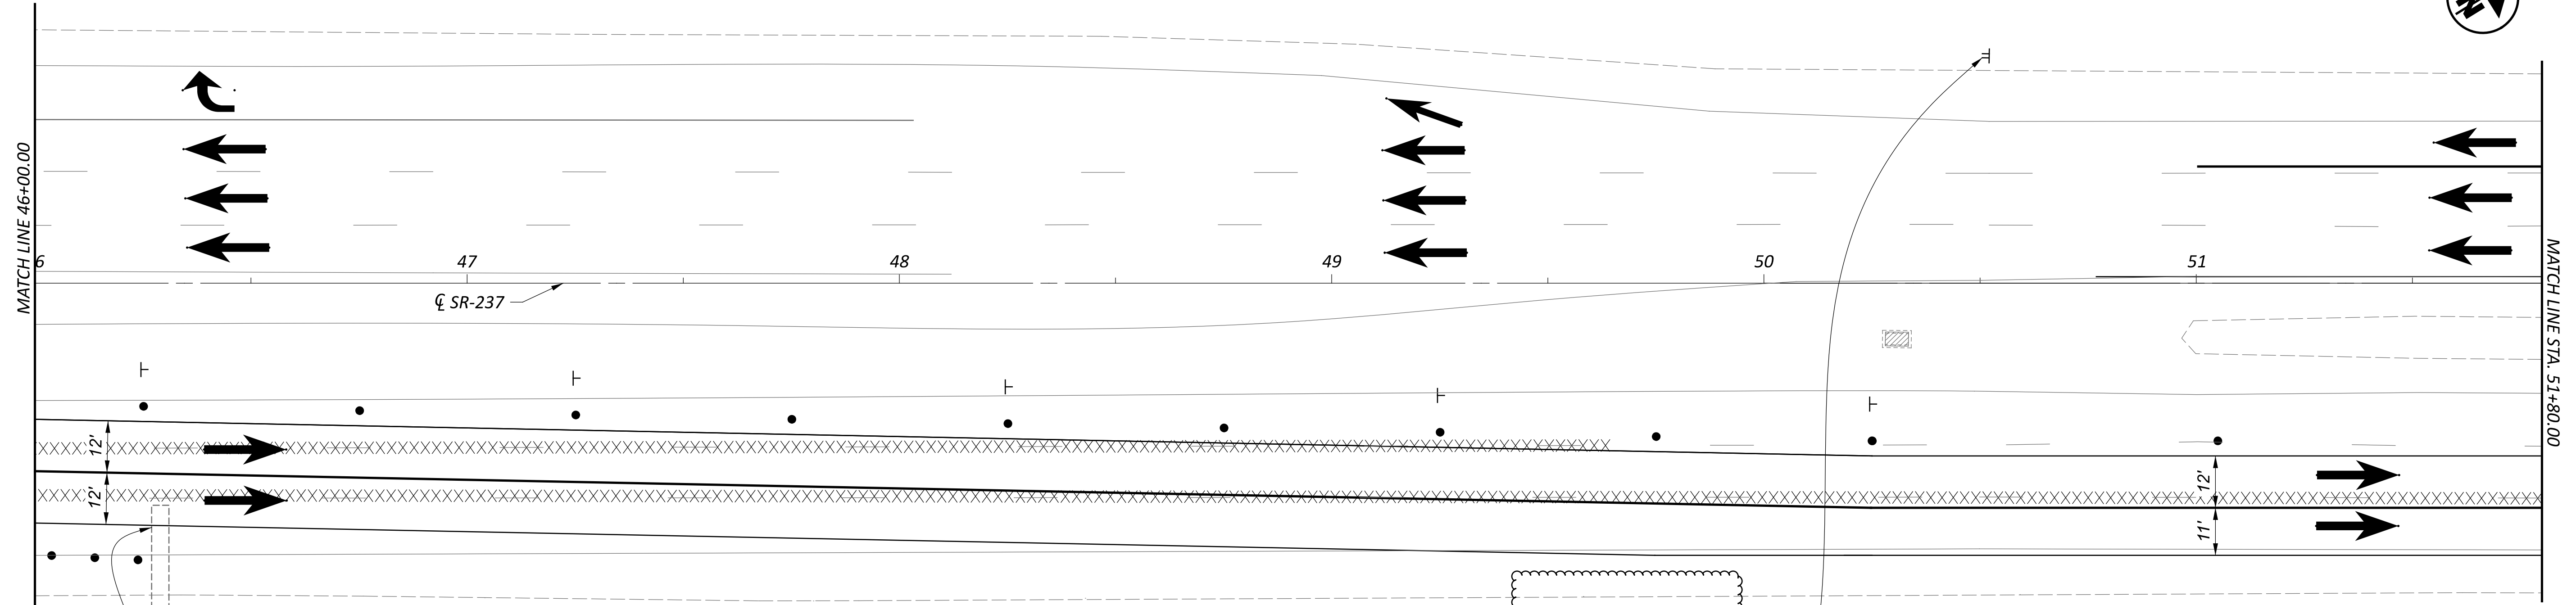 N
MATCH LINE 46+00.00
6
47
48
49
50
51
℄ SR-237
MATCH LINE STA. 51+80.00
12'
12'
12'
11'